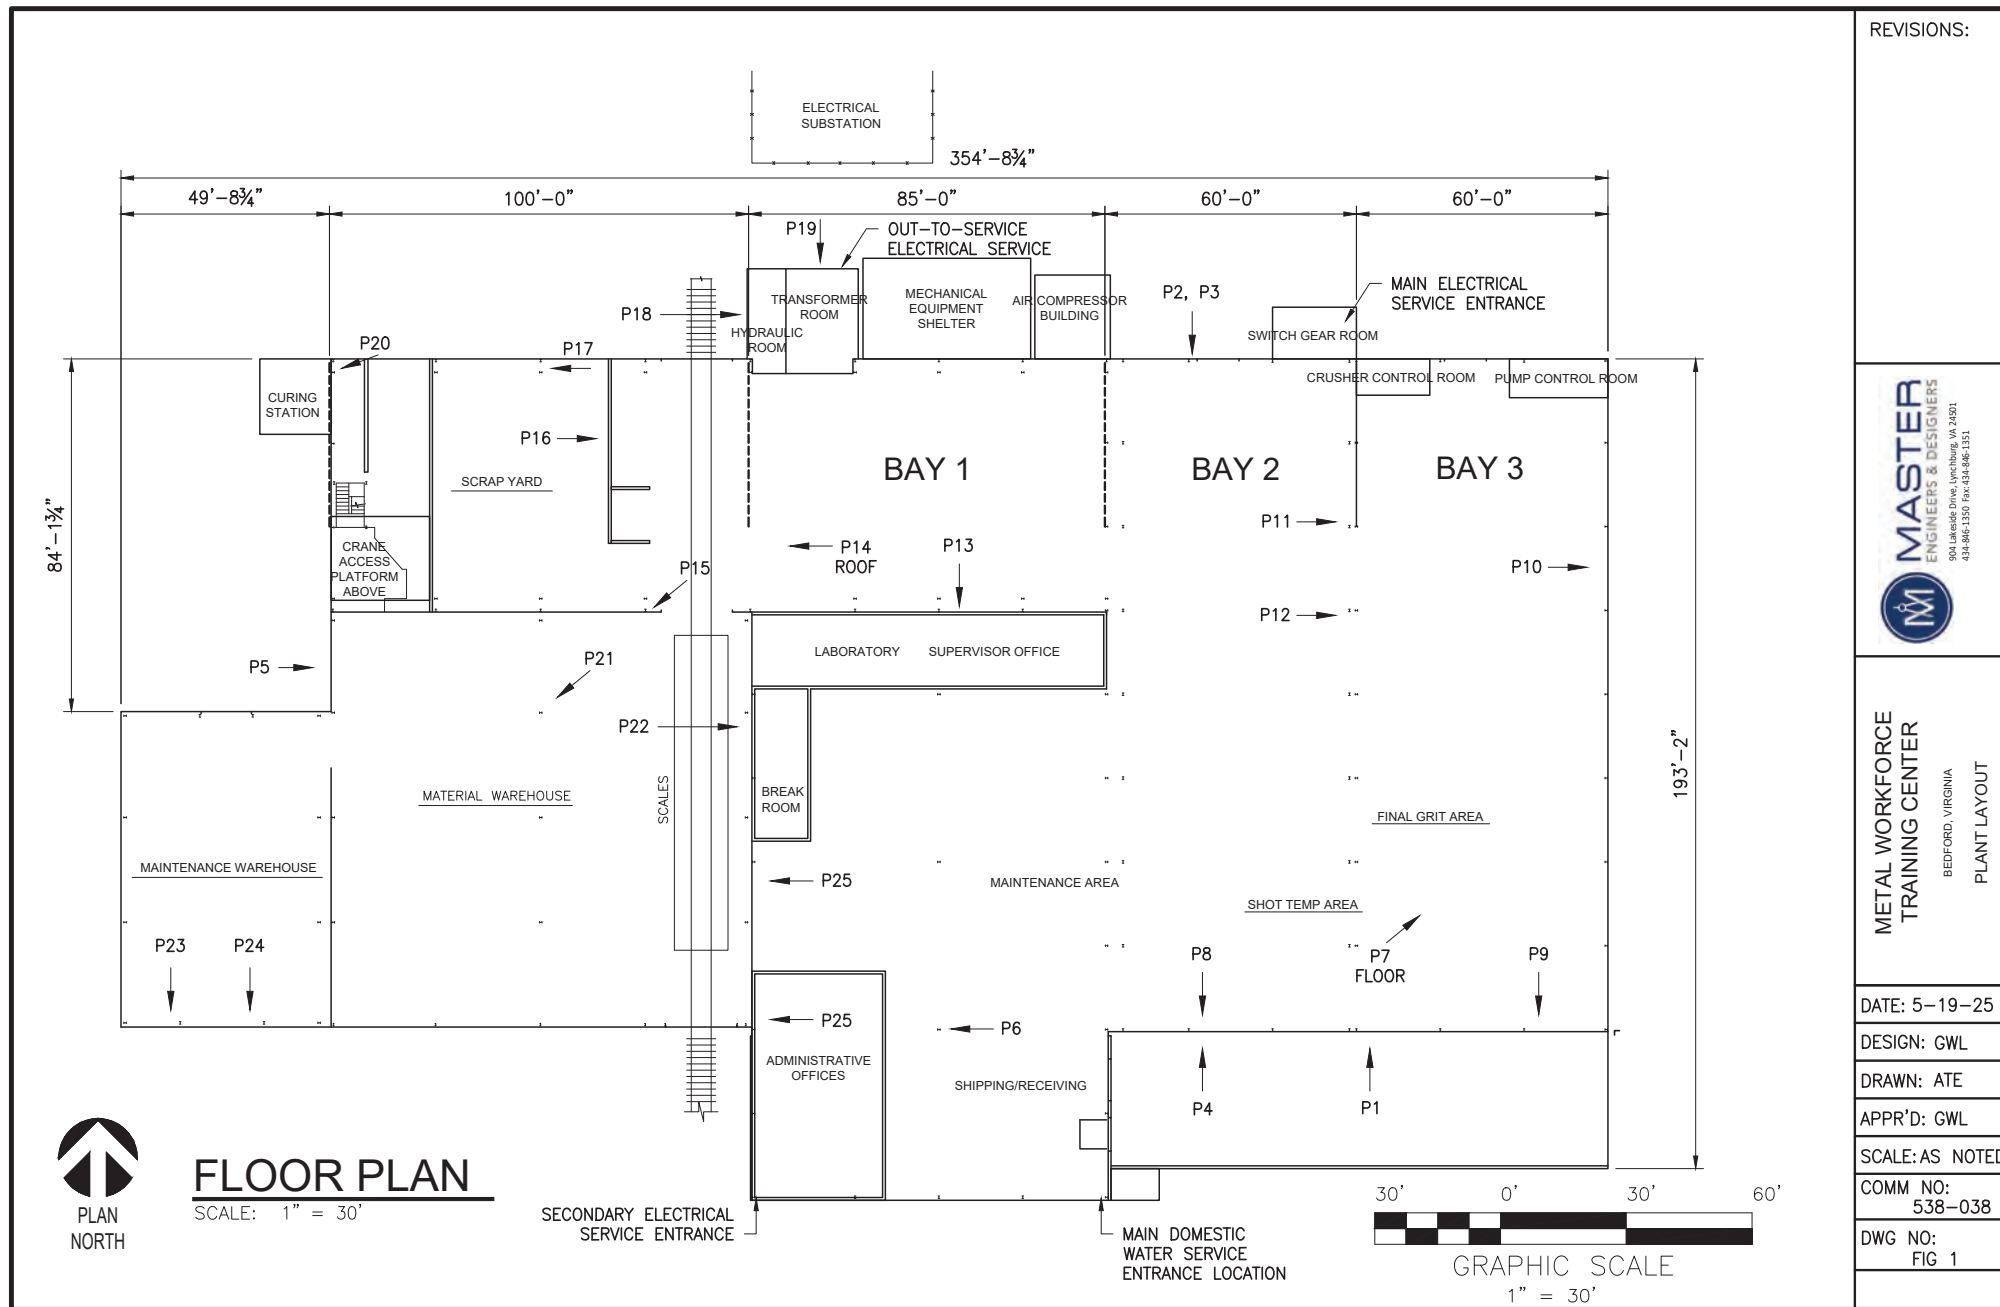 REVISIONS:
ELECTRICAL
SUBSTATION
354'-8¾"
49'-8¾"
100'-0"
85'-0"
60'-0"
60'-0"
P19
OUT-TO-SERVICE
ELECTRICAL SERVICE
P18
HYDRAULIC
ROOM
TRANSFORMER
ROOM
MECHANICAL
EQUIPMENT
SHELTER
AIR COMPRESSOR
BUILDING
P2, P3
MAIN ELECTRICAL
SERVICE ENTRANCE
SWITCH GEAR ROOM
P20
P17
CURING
STATION
CRUSHER CONTROL ROOM
PUMP CONTROL ROOM
P16
SCRAP YARD
BAY 1
BAY 2
BAY 3
84'-1¾"
P11
CRANE
ACCESS
PLATFORM
ABOVE
P15
P14
ROOF
P13
P10
P12
P5
P21
LABORATORY
SUPERVISOR OFFICE
P22
193'-2"
MATERIAL WAREHOUSE
SCALES
BREAK
ROOM
FINAL GRIT AREA
MAINTENANCE WAREHOUSE
P25
MAINTENANCE AREA
SHOT TEMP AREA
P23
P24
P8
P7
FLOOR
P9
P25
P6
ADMINISTRATIVE
OFFICES
SHIPPING/RECEIVING
P4
P1
PLAN
NORTH
FLOOR PLAN
SCALE: 1" = 30'
SECONDARY ELECTRICAL
SERVICE ENTRANCE
MAIN DOMESTIC
WATER SERVICE
ENTRANCE LOCATION
30' 0' 30' 60'
GRAPHIC SCALE
1" = 30'
MASTER
ENGINEERS & DESIGNERS
904 Lakeside Drive, Lynchburg, VA 24501
434-846-1350 Fax: 434-846-1351
METAL WORKFORCE
TRAINING CENTER
BEDFORD, VIRGINIA
PLANT LAYOUT
DATE: 5-19-25
DESIGN: GWL
DRAWN: ATE
APPR'D: GWL
SCALE: AS NOTED
COMM NO:
538-038
DWG NO:
FIG 1